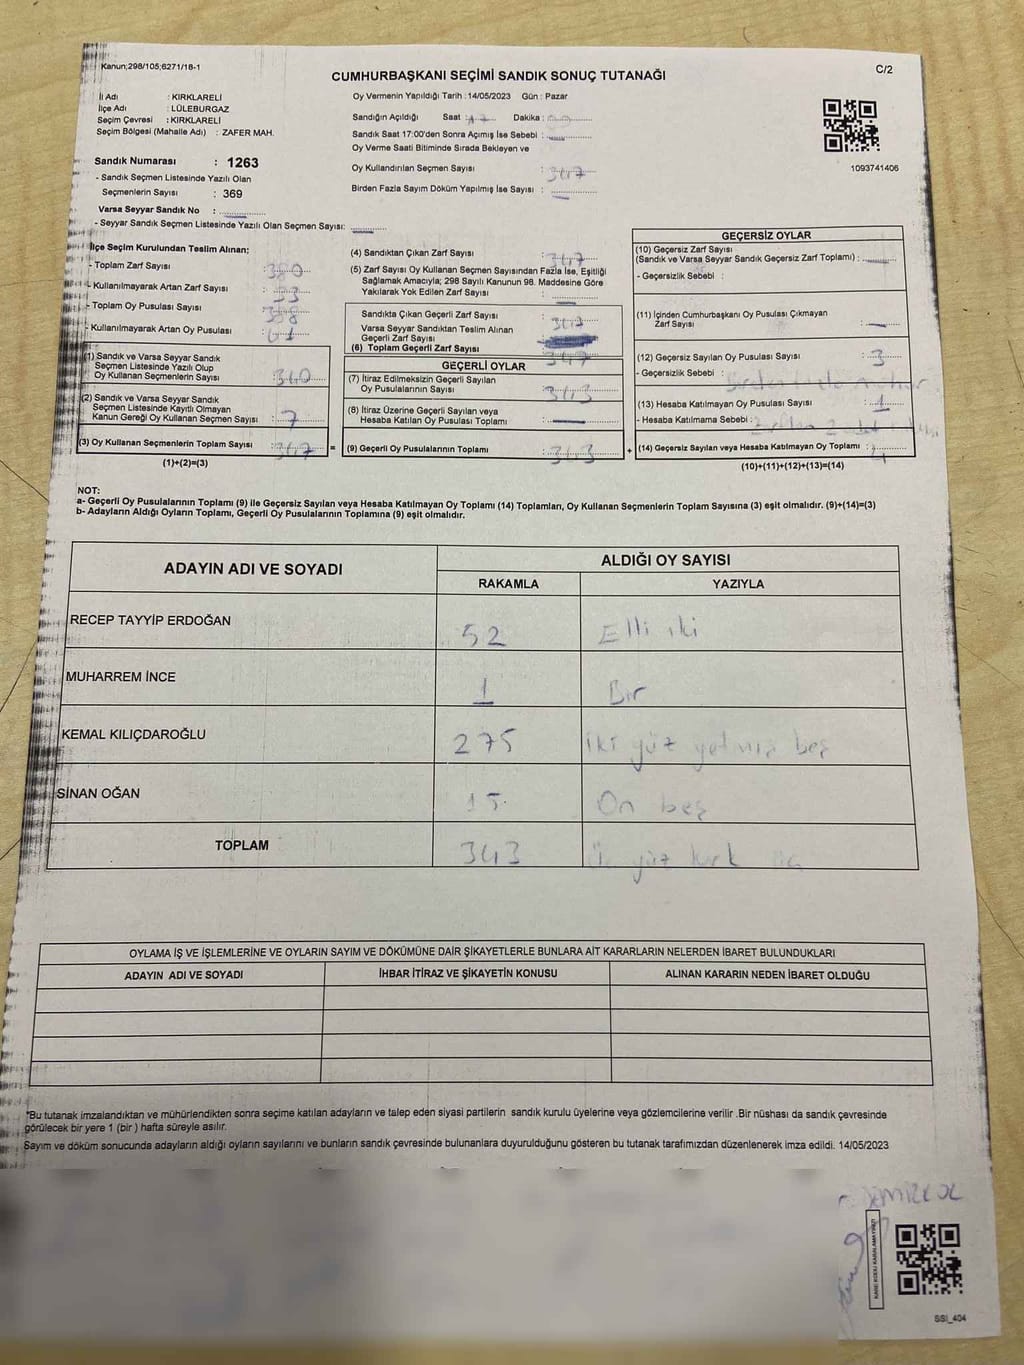 Kanun;298/105;6271/18-1
CUMHURBAŞKANI SEÇİMİ SANDIK SONUÇ TUTANAĞI
C/2
İl Adı : KIRKLARELİ
İlçe Adı : LÜLEBURGAZ
Seçim Çevresi : KIRKLARELİ
Seçim Bölgesi (Mahalle Adı) : ZAFER MAH.
Sandık Numarası : 1263
- Sandık Seçmen Listesinde Yazılı Olan
Seçmenlerin Sayısı : 369
Varsa Seyyar Sandık No :
- Seyyar Sandık Seçmen Listesinde Yazılı Olan Seçmen Sayısı:
Oy Vermenin Yapıldığı Tarih : 14/05/2023 Gün : Pazar
Sandığın Açıldığı Saat : 17 Dakika :
Sandık Saat 17:00'den Sonra Açmış İse Sebebi :
Oy Verme Saati Bitiminde Sırada Bekleyen ve
Oy Kullandırılan Seçmen Sayısı : 347
Birden Fazla Sayım Döküm Yapılmış İse Sayısı :
1093741406
İlçe Seçim Kurulundan Teslim Alınan;
- Toplam Zarf Sayısı : 380
- Kullanılmayarak Artan Zarf Sayısı : 33
- Toplam Oy Pusulası Sayısı :
- Kullanılmayarak Artan Oy Pusulası :
(1) Sandık ve Varsa Seyyar Sandık
Seçmen Listesinde Yazılı Olup
Oy Kullanan Seçmenlerin Sayısı : 340
(2) Sandık ve Varsa Seyyar Sandık
Seçmen Listesinde Kayıtlı Olmayan
Kanun Gereği Oy Kullanan Seçmen Sayısı : 7
(3) Oy Kullanan Seçmenlerin Toplam Sayısı : 347 =
(1)+(2)=(3)
(4) Sandıktan Çıkan Zarf Sayısı : 347
(5) Zarf Sayısı Oy Kullanan Seçmen Sayısından Fazla İse, Eşitliği
Sağlamak Amacıyla; 298 Sayılı Kanunun 98. Maddesine Göre
Yakılarak Yok Edilen Zarf Sayısı :
Sandıkta Çıkan Geçerli Zarf Sayısı : 347
Varsa Seyyar Sandıktan Teslim Alınan
Geçerli Zarf Sayısı
(6) Toplam Geçerli Zarf Sayısı 347
GEÇERLİ OYLAR
(7) İtiraz Edilmeksizin Geçerli Sayılan
Oy Pusulalarının Sayısı : 343
(8) İtiraz Üzerine Geçerli Sayılan veya
Hesaba Katılan Oy Pusulası Toplamı :
(9) Geçerli Oy Pusulalarının Toplamı : 343 +
GEÇERSİZ OYLAR
(10) Geçersiz Zarf Sayısı
(Sandık ve Varsa Seyyar Sandık Geçersiz Zarf Toplamı) :
- Geçersizlik Sebebi :
(11) İçinden Cumhurbaşkanı Oy Pusulası Çıkmayan
Zarf Sayısı :
(12) Geçersiz Sayılan Oy Pusulası Sayısı : 3
- Geçersizlik Sebebi : Birden
(13) Hesaba Katılmayan Oy Pusulası Sayısı : 1
- Hesaba Katılmama Sebebi :
(14) Geçersiz Sayılan veya Hesaba Katılmayan Oy Toplamı : 4
(10)+(11)+(12)+(13)=(14)
NOT:
a- Geçerli Oy Pusulalarının Toplamı (9) ile Geçersiz Sayılan veya Hesaba Katılmayan Oy Toplamı (14) Toplamları, Oy Kullanan Seçmenlerin Toplam Sayısına (3) eşit olmalıdır. (9)+(14)=(3)
b- Adayların Aldığı Oyların Toplamı, Geçerli Oy Pusulalarının Toplamına (9) eşit olmalıdır.
ADAYIN ADI VE SOYADI
ALDIĞI OY SAYISI
RAKAMLA YAZIYLA
RECEP TAYYİP ERDOĞAN 52 Elli iki
MUHARREM İNCE 1 Bir
KEMAL KILIÇDAROĞLU 275 iki yüz yetmiş beş
SİNAN OĞAN 15 On beş
TOPLAM 343 Üç yüz kırk üç
OYLAMA İŞ VE İŞLEMLERİNE VE OYLARIN SAYIM VE DÖKÜMÜNE DAİR ŞİKAYETLERLE BUNLARA AİT KARARLARIN NELERDEN İBARET BULUNDUKLARI
ADAYIN ADI VE SOYADI İHBAR İTİRAZ VE ŞİKAYETİN KONUSU ALINAN KARARIN NEDEN İBARET OLDUĞU
*Bu tutanak imzalandıktan ve mühürlendikten sonra seçime katılan adayların ve talep eden siyasi partilerin sandık kurulu üyelerine veya gözlemcilerine verilir .Bir nüshası da sandık çevresinde
görülecek bir yere 1 (bir ) hafta süreyle asılır.
Sayım ve döküm sonucunda adayların aldığı oyların sayılarını ve bunların sandık çevresinde bulunanlara duyurulduğunu gösteren bu tutanak tarafımızdan düzenlenerek imza edildi. 14/05/2023
DEMİRKOL
KARE KODU KARALAMAYINIZ!
SSI_404